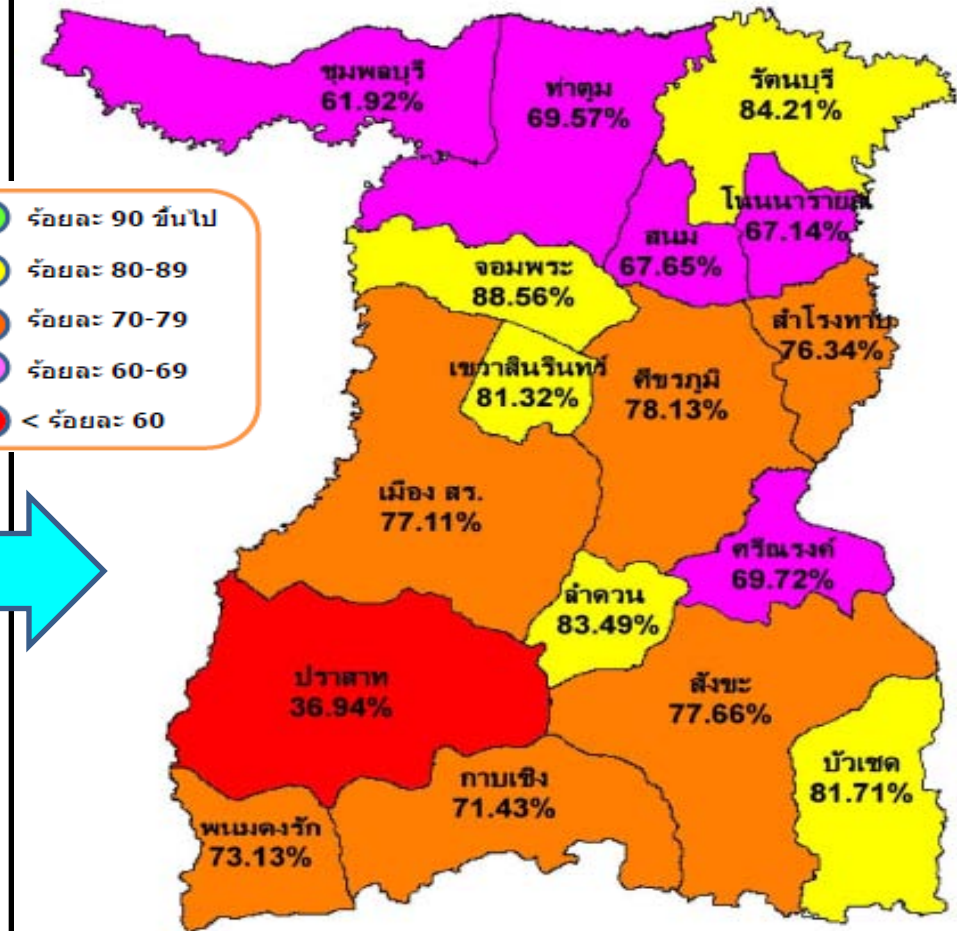 ชุมพลบุรี
61.92%
ท่าตูม
69.57%
รัตนบุรี
84.21%
ร้อยละ 90 ขึ้นไป
ร้อยละ 80-89
ร้อยละ 70-79
ร้อยละ 60-69
< ร้อยละ 60
โนนนารายณ์
67.14%
สนม
67.65%
จอมพระ
88.56%
สำโรงทาบ
76.34%
เขวาสินรินทร์
81.32%
ศีขรภูมิ
78.13%
เมือง สร.
77.11%
ศรีณรงค์
69.72%
ลำดวน
83.49%
ปราสาท
36.94%
สังขะ
77.66%
บัวเชด
81.71%
กาบเชิง
71.43%
พนมดงรัก
73.13%